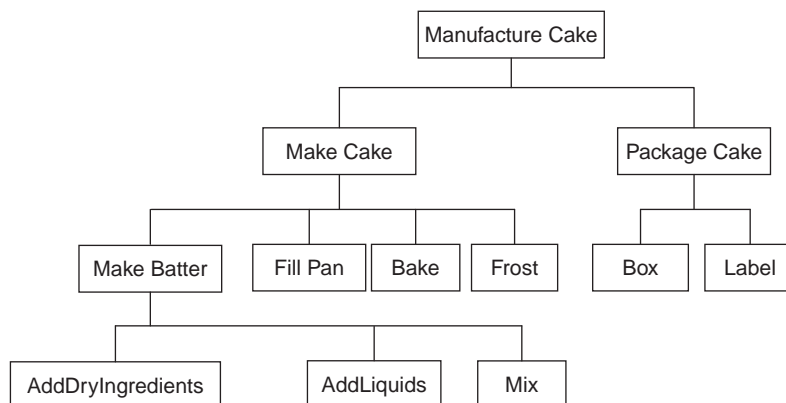 Manufacture Cake
Make Cake
Package Cake
Make Batter
Fill Pan
Bake
Frost
Box
Label
AddDryIngredients
AddLiquids
Mix